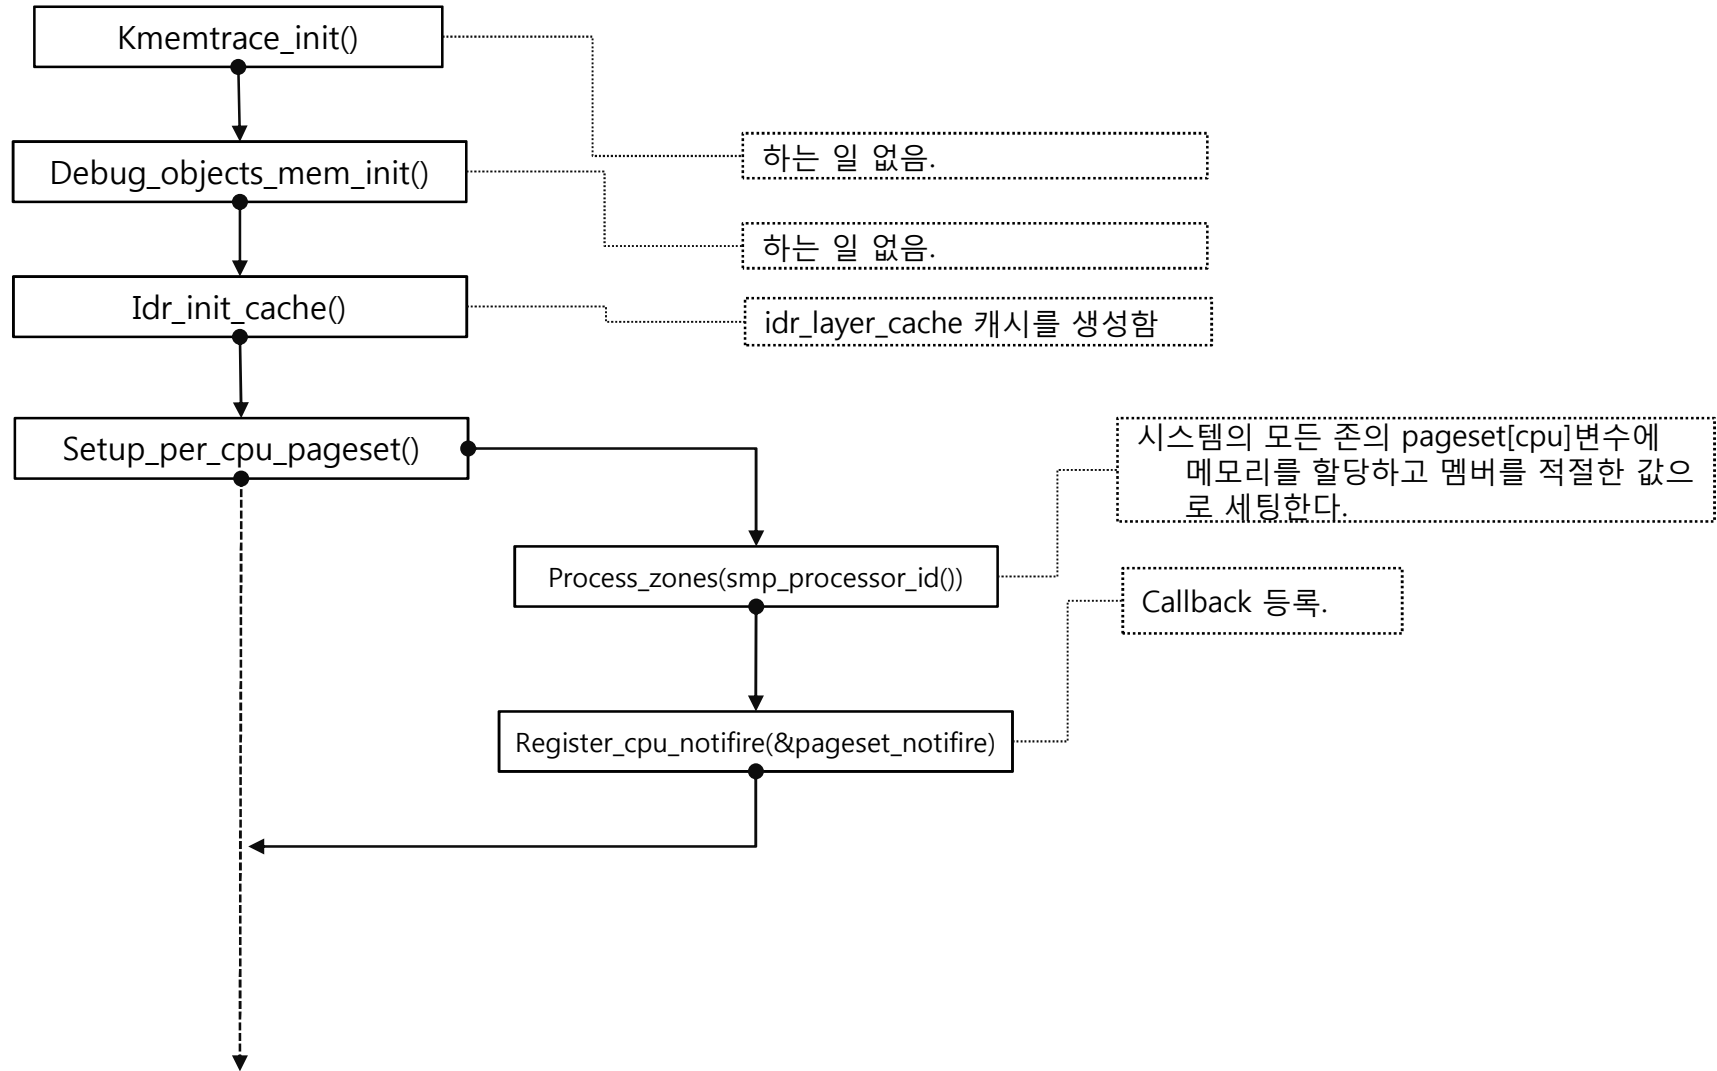 Kmemtrace_init()
하는 일 없음.
Debug_objects_mem_init()
하는 일 없음.
Idr_init_cache()
idr_layer_cache 캐시를 생성함
Setup_per_cpu_pageset()
시스템의 모든 존의 pageset[cpu]변수에
메모리를 할당하고 멤버를 적절한 값으
로 세팅한다.
Process_zones(smp_processor_id())
Callback 등록.
Register_cpu_notifire(&pageset_notifire)